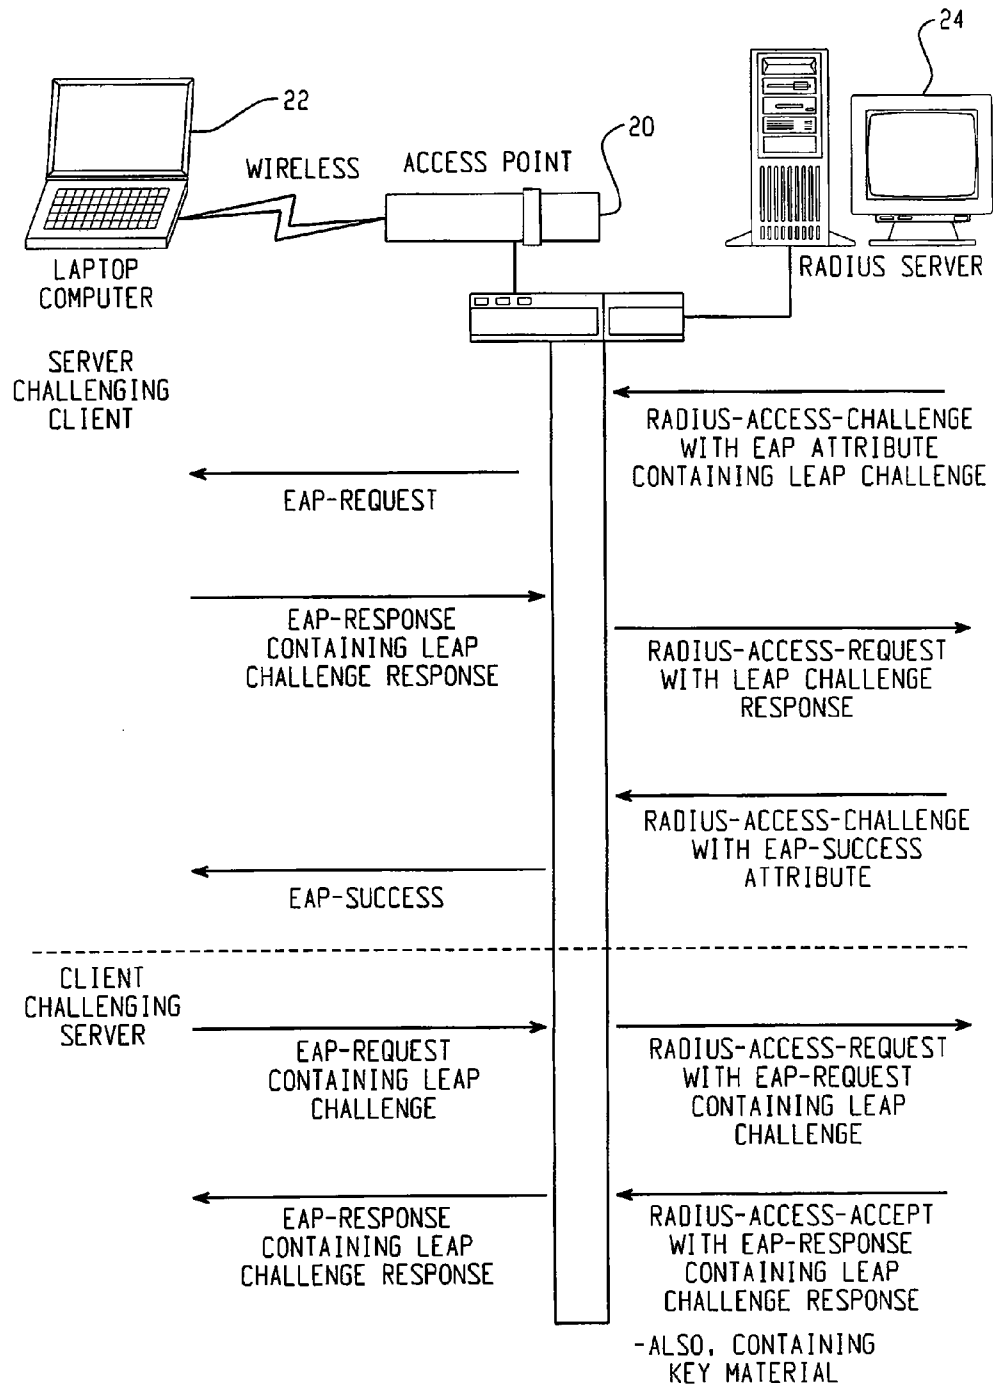 24
22
20
WIRELESS
ACCESS POINT
LAPTOP
COMPUTER
RADIUS SERVER
SERVER
CHALLENGING
CLIENT
RADIUS-ACCESS-CHALLENGE
WITH EAP ATTRIBUTE
CONTAINING LEAP CHALLENGE
EAP-REQUEST
EAP-RESPONSE
CONTAINING LEAP
CHALLENGE RESPONSE
RADIUS-ACCESS-REQUEST
WITH LEAP CHALLENGE
RESPONSE
RADIUS-ACCESS-CHALLENGE
WITH EAP-SUCCESS
ATTRIBUTE
EAP-SUCCESS
CLIENT
CHALLENGING
SERVER
EAP-REQUEST
CONTAINING LEAP
CHALLENGE
RADIUS-ACCESS-REQUEST
WITH EAP-REQUEST
CONTAINING LEAP
CHALLENGE
EAP-RESPONSE
CONTAINING LEAP
CHALLENGE RESPONSE
RADIUS-ACCESS-ACCEPT
WITH EAP-RESPONSE
CONTAINING LEAP
CHALLENGE RESPONSE
-ALSO, CONTAINING
KEY MATERIAL